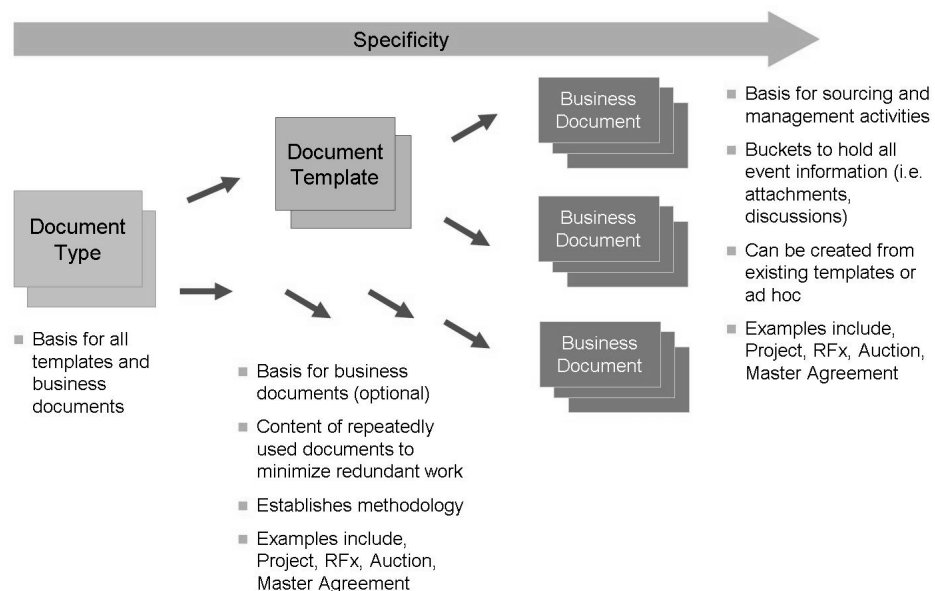 Specificity
Document
Type
Basis for all
templates and
business
documents
Document
Template
Basis for business
documents (optional)
Content of repeatedly
used documents to
minimize redundant work
Establishes methodology
Examples include,
Project, RFx, Auction,
Master Agreement
Business
Document
Business
Document
Business
Document
Basis for sourcing and
management activities
Buckets to hold all
event information (i.e.
attachments,
discussions)
Can be created from
existing templates or
ad hoc
Examples include,
Project, RFx, Auction,
Master Agreement